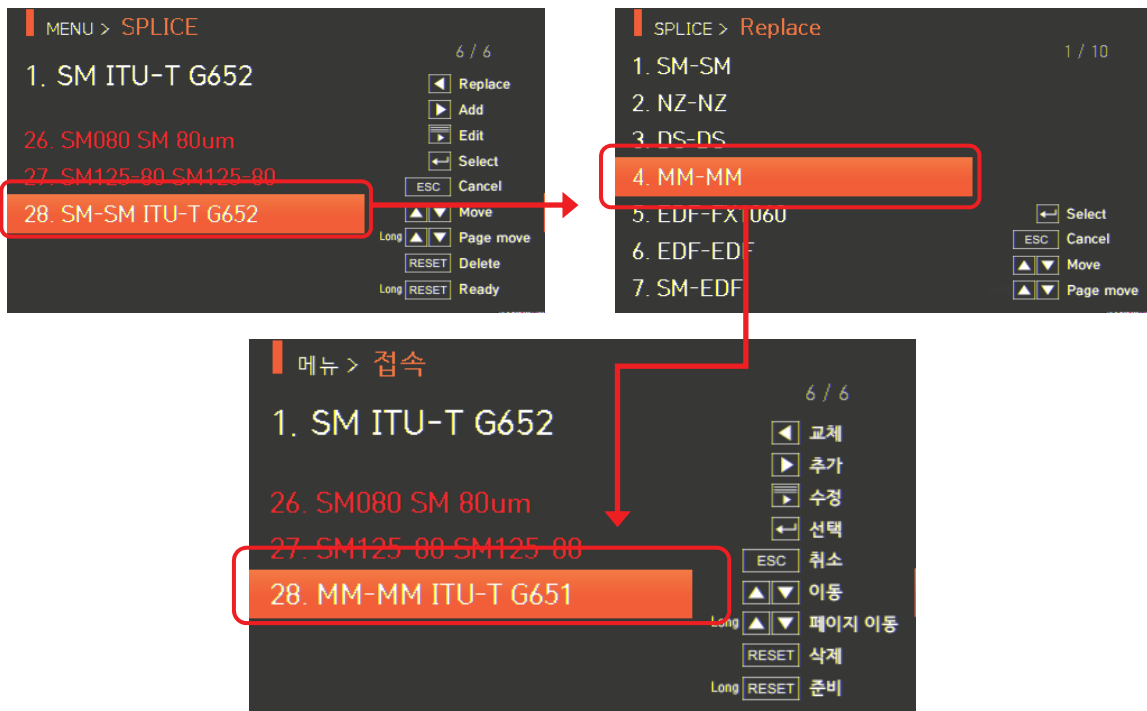 MENU > SPLICE
6 / 6
1. SM ITU-T G652
26. SM080 SM 80um
27. SM125-80 SM125-80
28. SM-SM ITU-T G652
Replace
Add
Edit
Select
ESC Cancel
Move
Long Page move
RESET Delete
Long RESET Ready
SPLICE > Replace
1 / 10
1. SM-SM
2. NZ-NZ
3. DS-DS
4. MM-MM
5. EDF-FX1060
6. EDF-EDF
7. SM-EDF
Select
ESC Cancel
Move
Page move
메뉴 > 접속
6 / 6
1. SM ITU-T G652
26. SM080 SM 80um
27. SM125-80 SM125-80
28. MM-MM ITU-T G651
교체
추가
수정
선택
ESC 취소
이동
Long 페이지 이동
RESET 삭제
Long RESET 준비